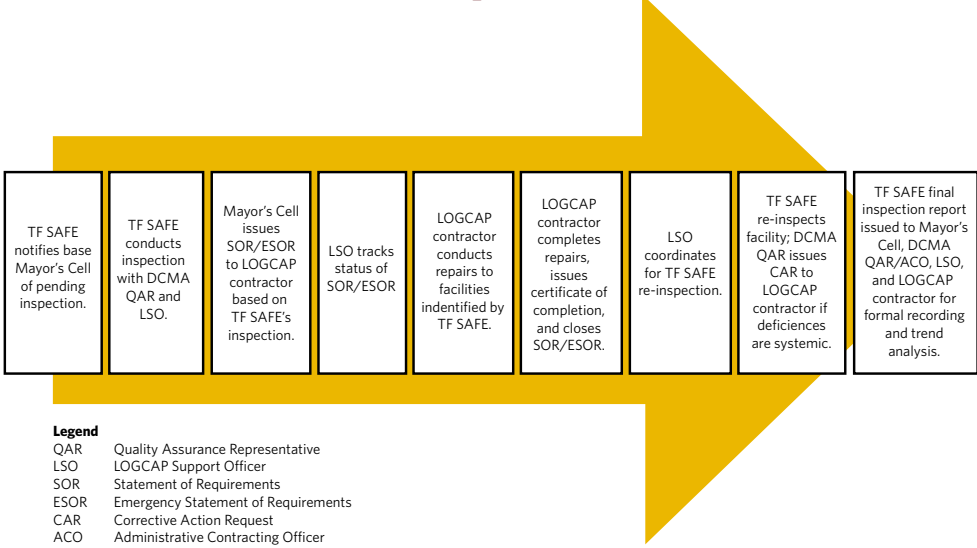 TF SAFE
notifies base
Mayor's Cell
of pending
inspection.
TF SAFE
conducts
inspection
with DCMA
QAR and
LSO.
Mayor's Cell
issues
SOR/ESOR
to LOGCAP
contractor
based on
TF SAFE's
inspection.
LSO tracks
status of
SOR/ESOR
LOGCAP
contractor
conducts
repairs to
facilities
indentified by
TF SAFE.
LOGCAP
contractor
completes
repairs,
issues
certificate of
completion,
and closes
SOR/ESOR.
LSO
coordinates
for TF SAFE
re-inspection.
TF SAFE
re-inspects
facility; DCMA
QAR issues
CAR to
LOGCAP
contractor if
deficiences
are systemic.
TF SAFE final
inspection report
issued to Mayor's
Cell, DCMA
QAR/ACO, LSO,
and LOGCAP
contractor for
formal recording
and trend
analysis.
Legend
QAR Quality Assurance Representative
LSO LOGCAP Support Officer
SOR Statement of Requirements
ESOR Emergency Statement of Requirements
CAR Corrective Action Request
ACO Administrative Contracting Officer